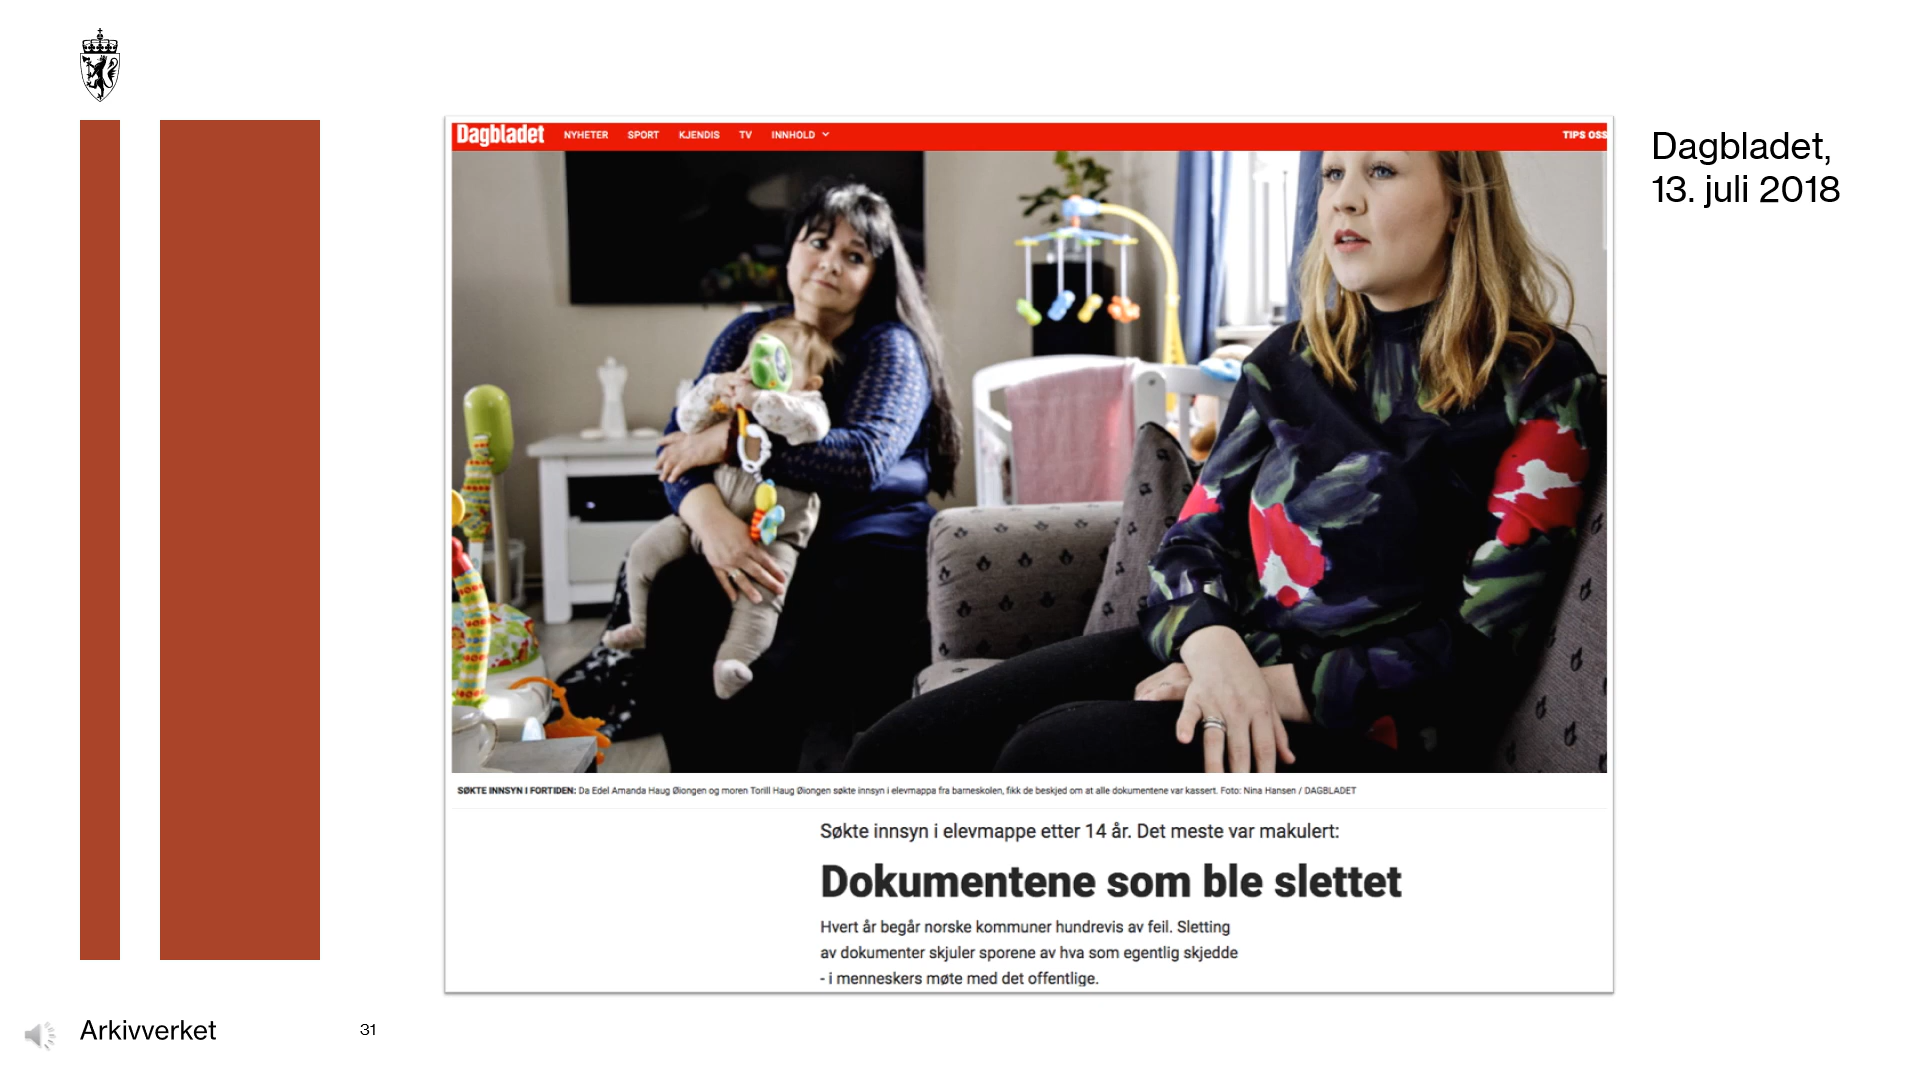 Dagbladet NYHETER SPORT KJENDIS TV INNHOLD TIPS OSS
Dagbladet,
13. juli 2018
SØKTE INNSYN I FORTIDEN: Da Edel Amanda Haug Øiongen og moren Torill Haug Øiongen søkte innsyn i elevmappa fra barneskolen, fikk de beskjed om at alle dokumentene var kassert. Foto: Nina Hansen / DAGBLADET
Søkte innsyn i elevmappe etter 14 år. Det meste var makulert:
Dokumentene som ble slettet
Hvert år begår norske kommuner hundrevis av feil. Sletting
av dokumenter skjuler sporene av hva som egentlig skjedde
- i menneskers møte med det offentlige.
Arkivverket 31